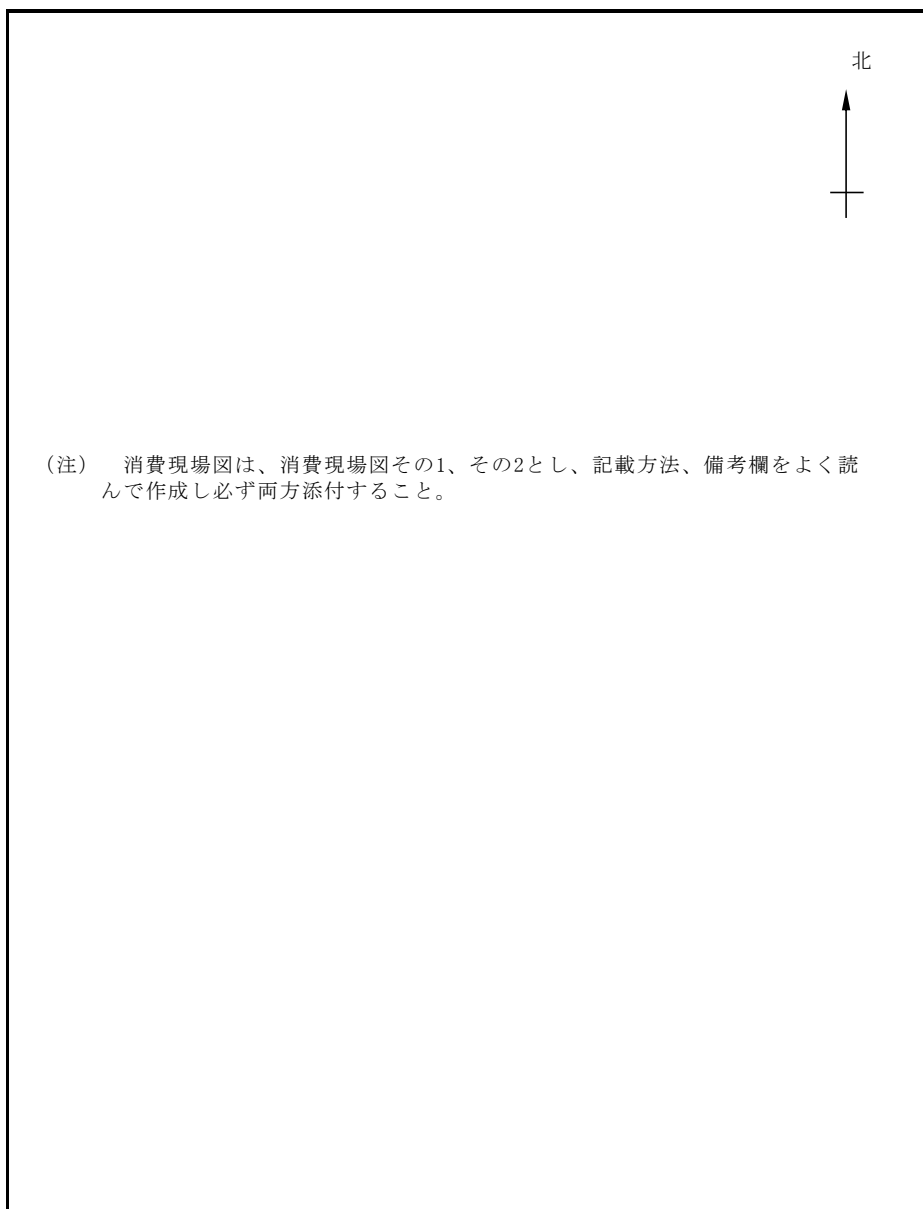 北
（注）　消費現場図は、消費現場図その1、その2とし、記載方法、備考欄をよく読
んで作成し必ず両方添付すること。